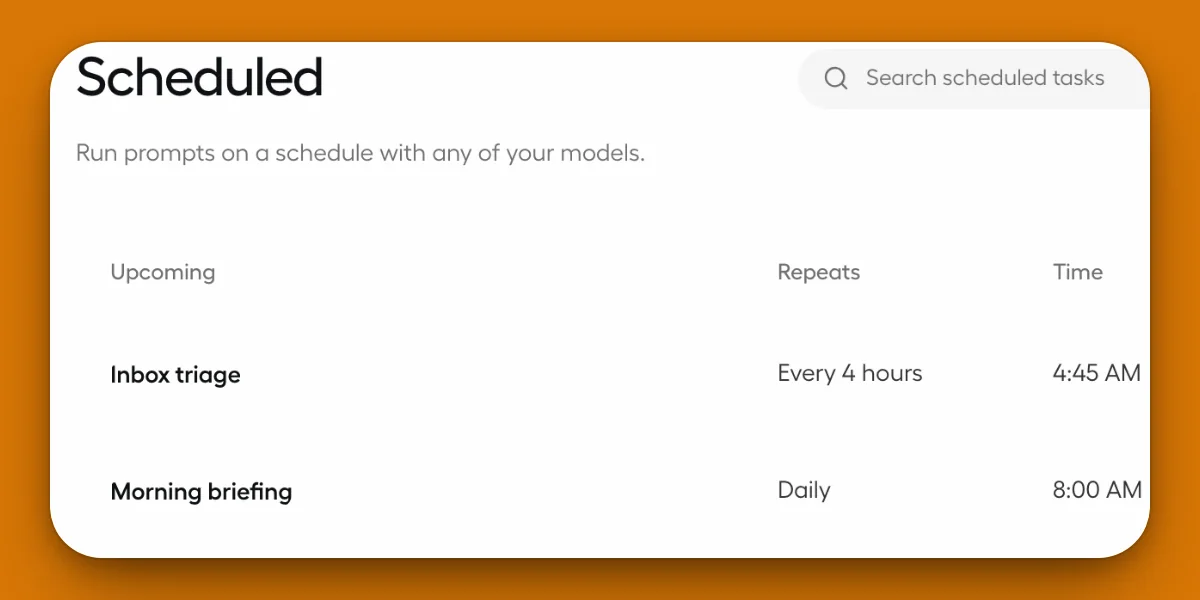 Scheduled
Search scheduled tasks
Run prompts on a schedule with any of your models.
Upcoming Repeats Time
Inbox triage Every 4 hours 4:45 AM
Morning briefing Daily 8:00 AM